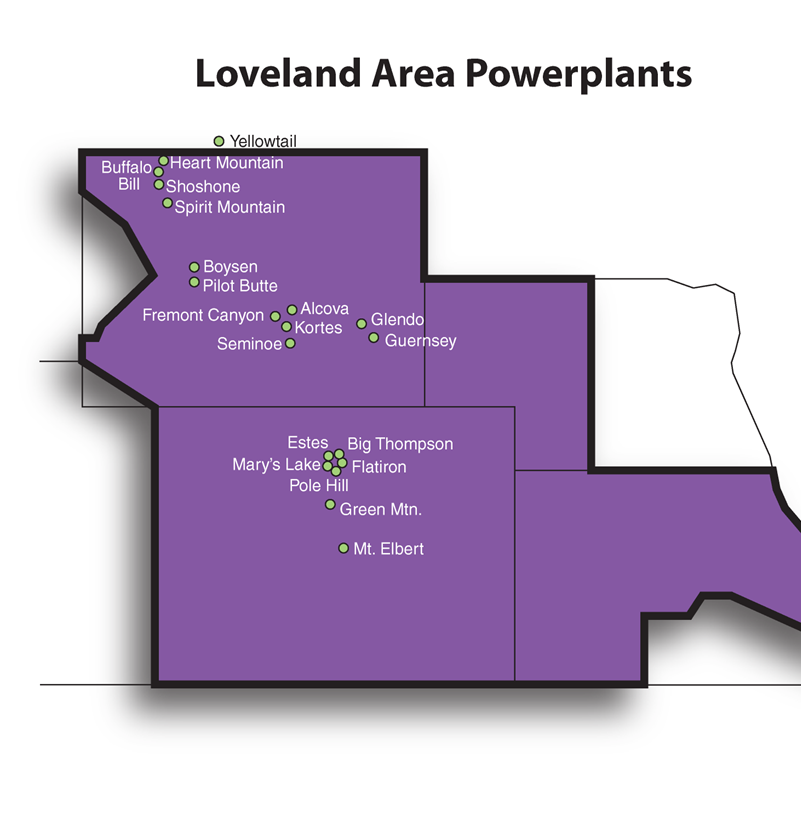 Loveland Area Powerplants
Yellowtail
Heart Mountain
Buffalo
Bill
Shoshone
Spirit Mountain
Boysen
Pilot Butte
Fremont Canyon
Alcova
Kortes
Seminoe
Glendo
Guernsey
Estes
Big Thompson
Mary's Lake
Flatiron
Pole Hill
Green Mtn.
Mt. Elbert